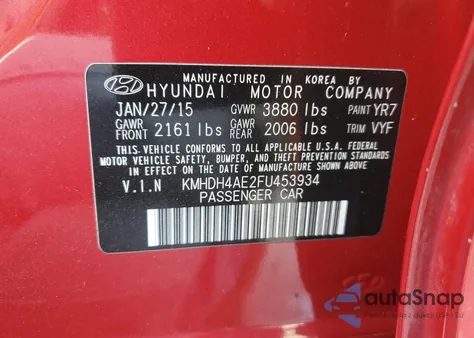 MANUFACTURED IN KOREA BY
HYUNDAI MOTOR COMPANY
JAN/27/15 GVWR 3880 lbs PAINT YR7
GAWR FRONT 2161 lbs GAWR REAR 2006 lbs TRIM VYF
THIS VEHICLE CONFORMS TO ALL APPLICABLE U.S.A. FEDERAL
MOTOR VEHICLE SAFETY, BUMPER, AND THEFT PREVENTION
STANDARDS IN EFFECT ON THE DATE OF MANUFACTURE SHOWN ABOVE.
V.I.N KMHDH4AE2FU453934
PASSENGER CAR
autoSnap